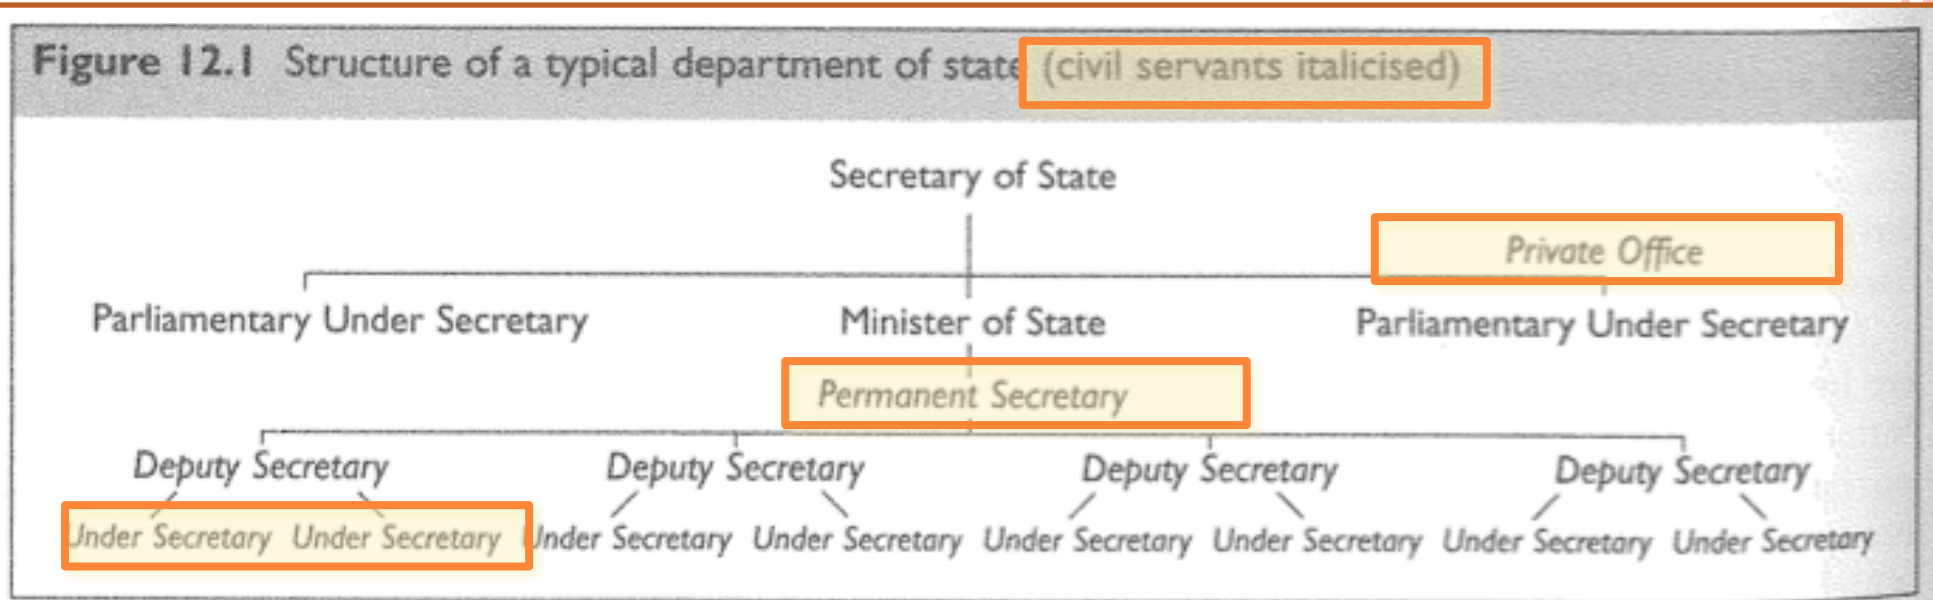 Figure 12.1 Structure of a typical department of state (civil servants italicised)
Secretary of State
Private Office
Parliamentary Under Secretary Minister of State Parliamentary Under Secretary
Permanent Secretary
Deputy Secretary Deputy Secretary Deputy Secretary Deputy Secretary
Under Secretary Under Secretary Under Secretary Under Secretary Under Secretary Under Secretary Under Secretary Under Secretary